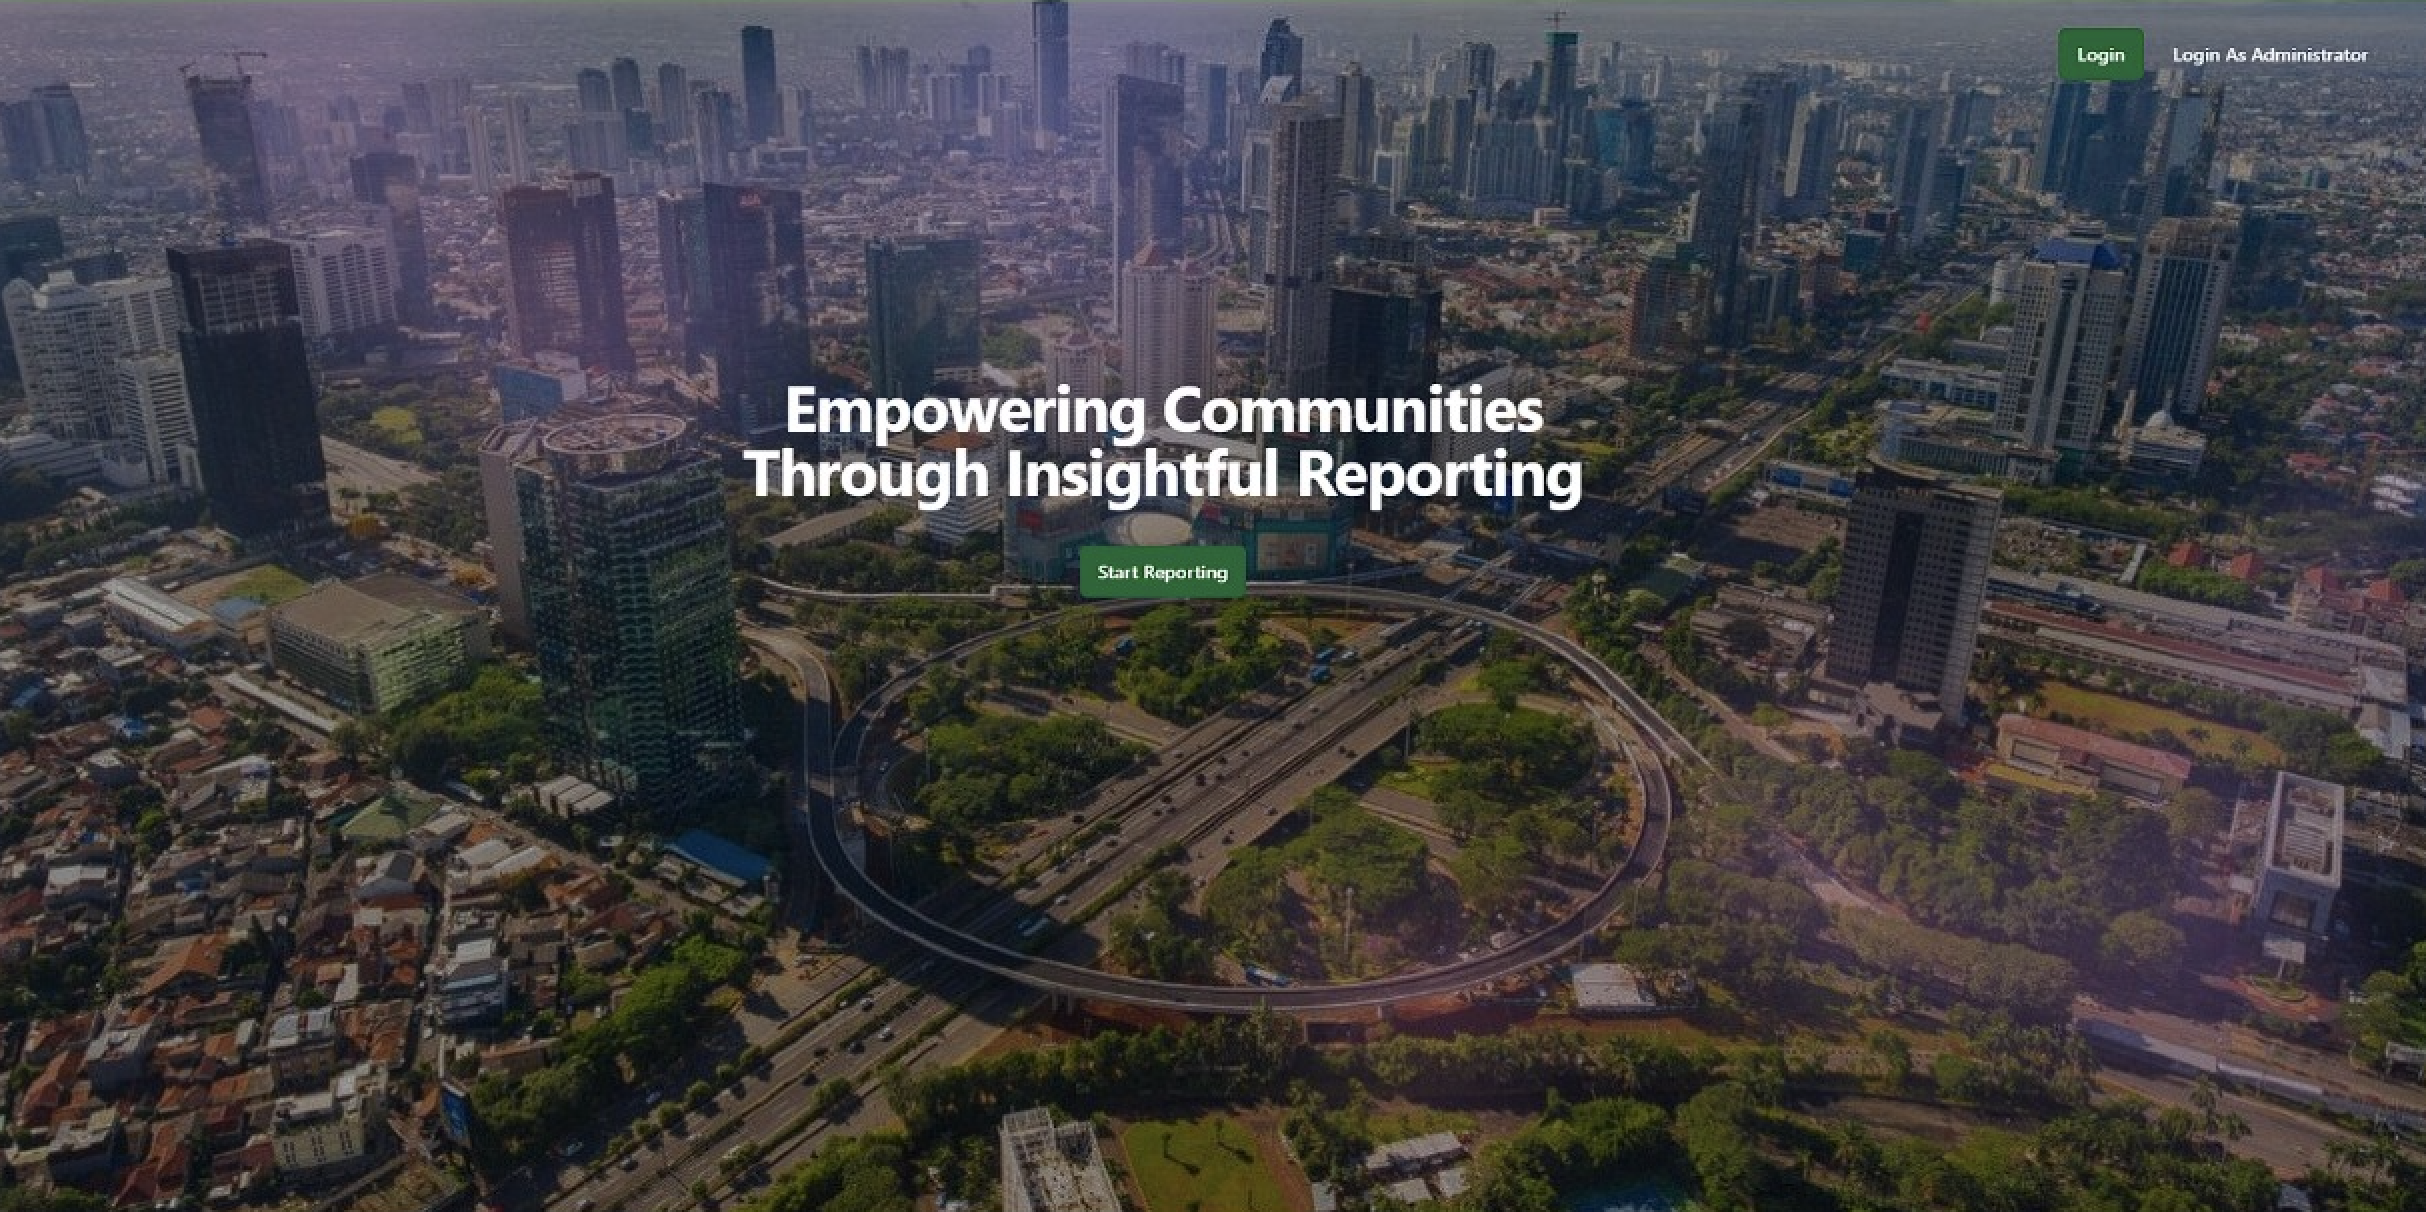 Login
Login As Administrator
Empowering Communities
Through Insightful Reporting
Start Reporting